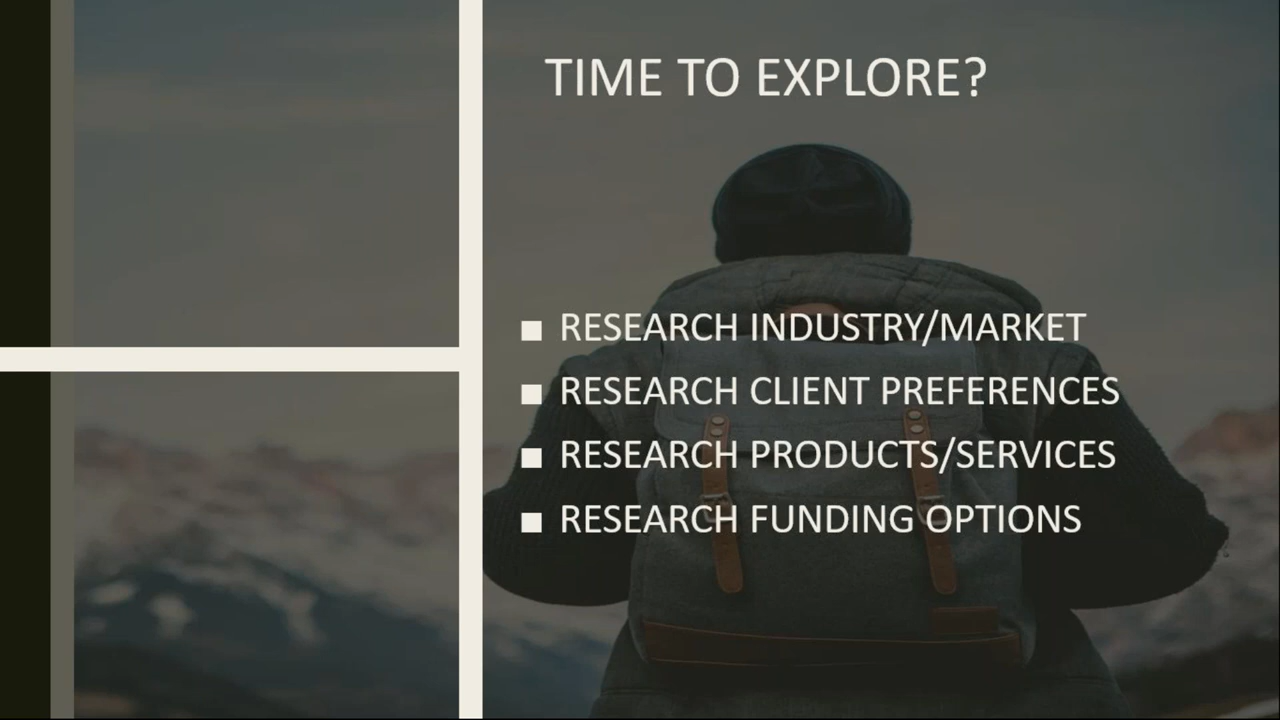 TIME TO EXPLORE?
■ RESEARCH INDUSTRY/MARKET
■ RESEARCH CLIENT PREFERENCES
■ RESEARCH PRODUCTS/SERVICES
■ RESEARCH FUNDING OPTIONS